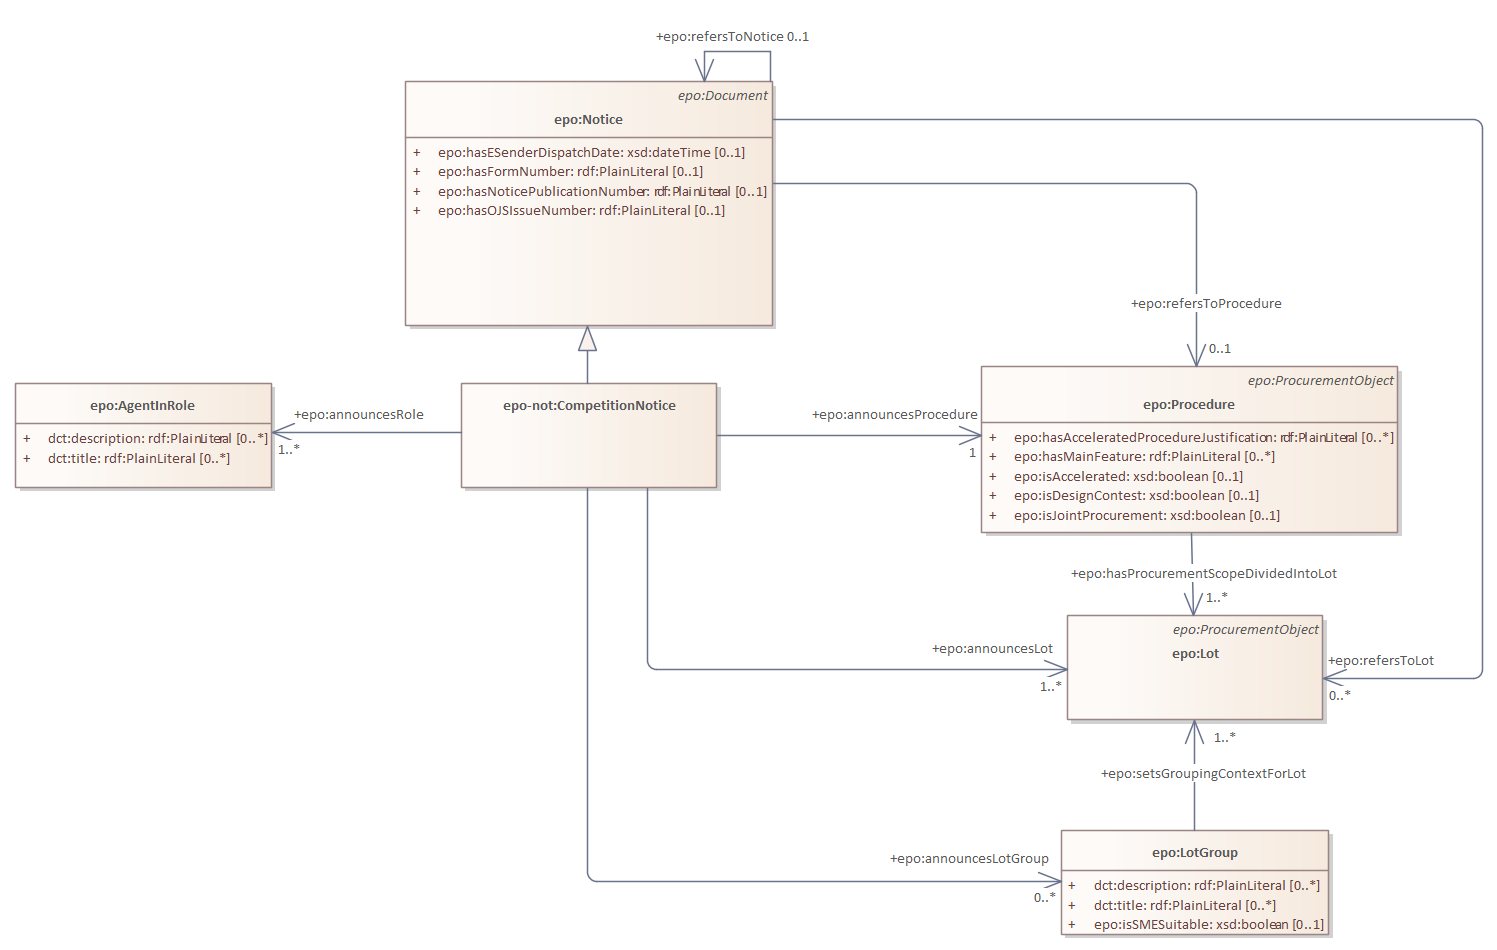 +epo:refersToNotice 0..1
epo:Document
epo:Notice
+ epo:hasESenderDispatchDate: xsd:dateTime [0..1]
+ epo:hasFormNumber: rdf:PlainLiteral [0..1]
+ epo:hasNoticePublicationNumber: rdf:PlainLiteral [0..1]
+ epo:hasOJSIssueNumber: rdf:PlainLiteral [0..1]
+epo:refersToProcedure
0..1
epo:AgentInRole
+ dct:description: rdf:PlainLiteral [0..*]
+ dct:title: rdf:PlainLiteral [0..*]
+epo:announcesRole
1..*
epo-not:CompetitionNotice
+epo:announcesProcedure
1
epo:ProcurementObject
epo:Procedure
+ epo:hasAcceleratedProcedureJustification: rdf:PlainLiteral [0..*]
+ epo:hasMainFeature: rdf:PlainLiteral [0..*]
+ epo:isAccelerated: xsd:boolean [0..1]
+ epo:isDesignContest: xsd:boolean [0..1]
+ epo:isJointProcurement: xsd:boolean [0..1]
+epo:hasProcurementScopeDividedIntoLot
1..*
epo:ProcurementObject
epo:Lot
+epo:announcesLot
1..*
+epo:refersToLot
0..*
1..*
+epo:setsGroupingContextForLot
+epo:announcesLotGroup
0..*
epo:LotGroup
+ dct:description: rdf:PlainLiteral [0..*]
+ dct:title: rdf:PlainLiteral [0..*]
+ epo:isSMESuitable: xsd:boolean [0..1]